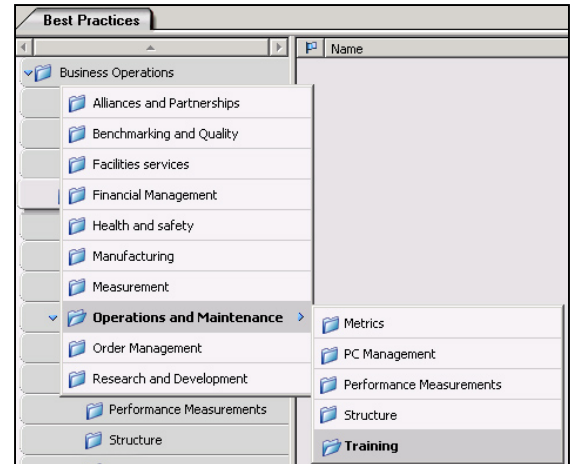 Best Practices
Name
Business Operations
Alliances and Partnerships
Benchmarking and Quality
Facilities services
Financial Management
Health and safety
Manufacturing
Measurement
Operations and Maintenance
Order Management
Research and Development
Metrics
PC Management
Performance Measurements
Structure
Training
Performance Measurements
Structure